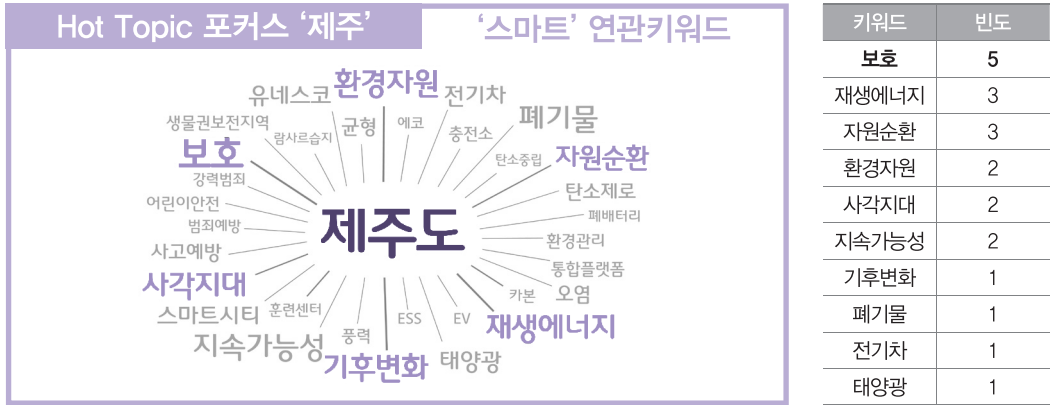 Hot Topic 포커스 ‘제주’
‘스마트’ 연관키워드
환경자원
유네스코
전기차
생물권보전지역
람사르습지
균형
에코
충전소
폐기물
보호
탄소중립
자원순환
강력범죄
탄소제로
어린이안전
폐배터리
범죄예방
제주도
환경관리
사고예방
통합플랫폼
사각지대
카본
오염
스마트시티
훈련센터
풍력
ESS
EV
재생에너지
지속가능성
기후변화
태양광
키워드 빈도
보호 5
재생에너지 3
자원순환 3
환경자원 2
사각지대 2
지속가능성 2
기후변화 1
폐기물 1
전기차 1
태양광 1